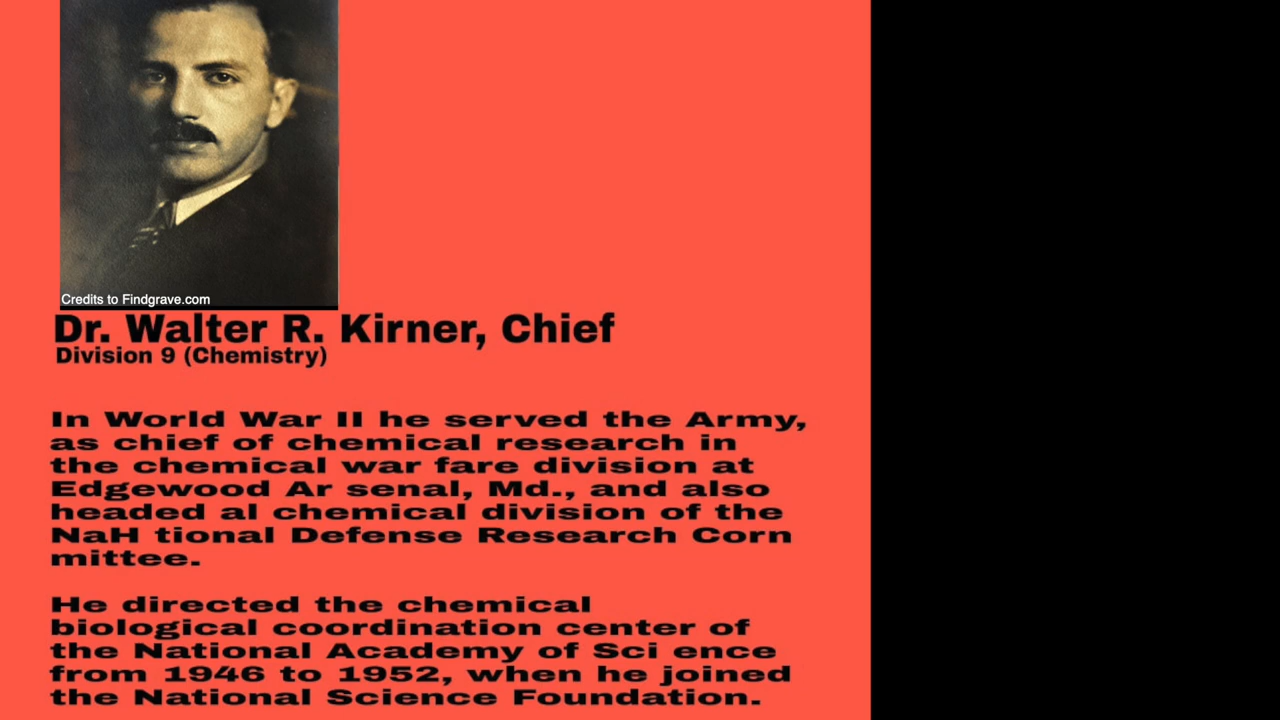 Credits to Findgrave.com
Dr. Walter R. Kirner, Chief
Division 9 (Chemistry)
In World War II he served the Army,
as chief of chemical research in
the chemical war fare division at
Edgewood Ar senal, Md., and also
headed al chemical division of the
NaH tional Defense Research Corn
mittee.
He directed the chemical
biological coordination center of
the National Academy of Sci ence
from 1946 to 1952, when he joined
the National Science Foundation.